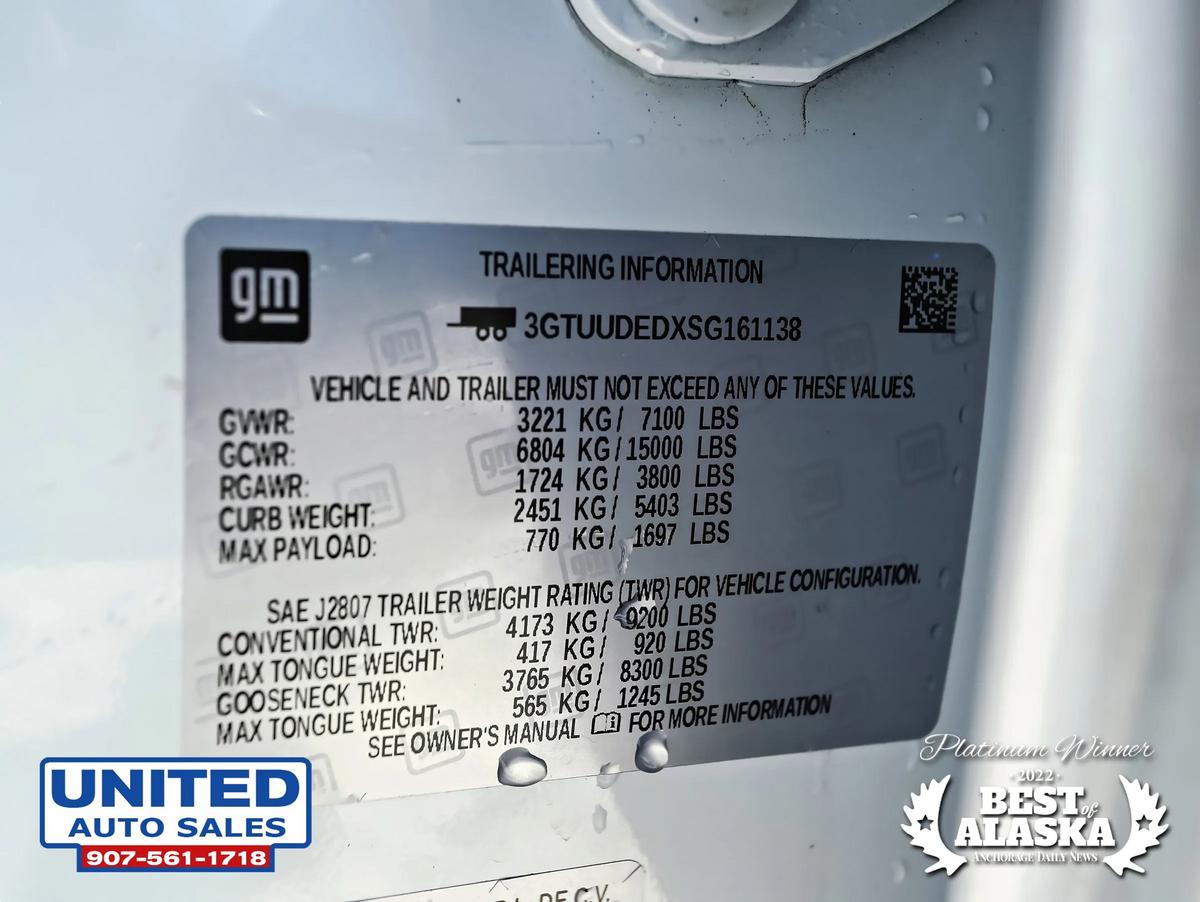 gm
TRAILERING INFORMATION
3GTUUDEDXSG161138
VEHICLE AND TRAILER MUST NOT EXCEED ANY OF THESE VALUES.
GVWR: 3221 KG/ 7100 LBS
GCWR: 6804 KG/15000 LBS
RGAWR: 1724 KG/ 3800 LBS
CURB WEIGHT: 2451 KG/ 5403 LBS
MAX PAYLOAD: 770 KG/ 1697 LBS
SAE J2807 TRAILER WEIGHT RATING (TWR) FOR VEHICLE CONFIGURATION.
CONVENTIONAL TWR: 4173 KG/ 9200 LBS
MAX TONGUE WEIGHT: 417 KG/ 920 LBS
GOOSENECK TWR: 3765 KG/ 8300 LBS
MAX TONGUE WEIGHT: 565 KG/ 1245 LBS
SEE OWNER'S MANUAL FOR MORE INFORMATION
UNITED
AUTO SALES
907-561-1718
Platinum Winner
·2022·
BEST of
ALASKA
ANCHORAGE DAILY NEWS
DE C.V.